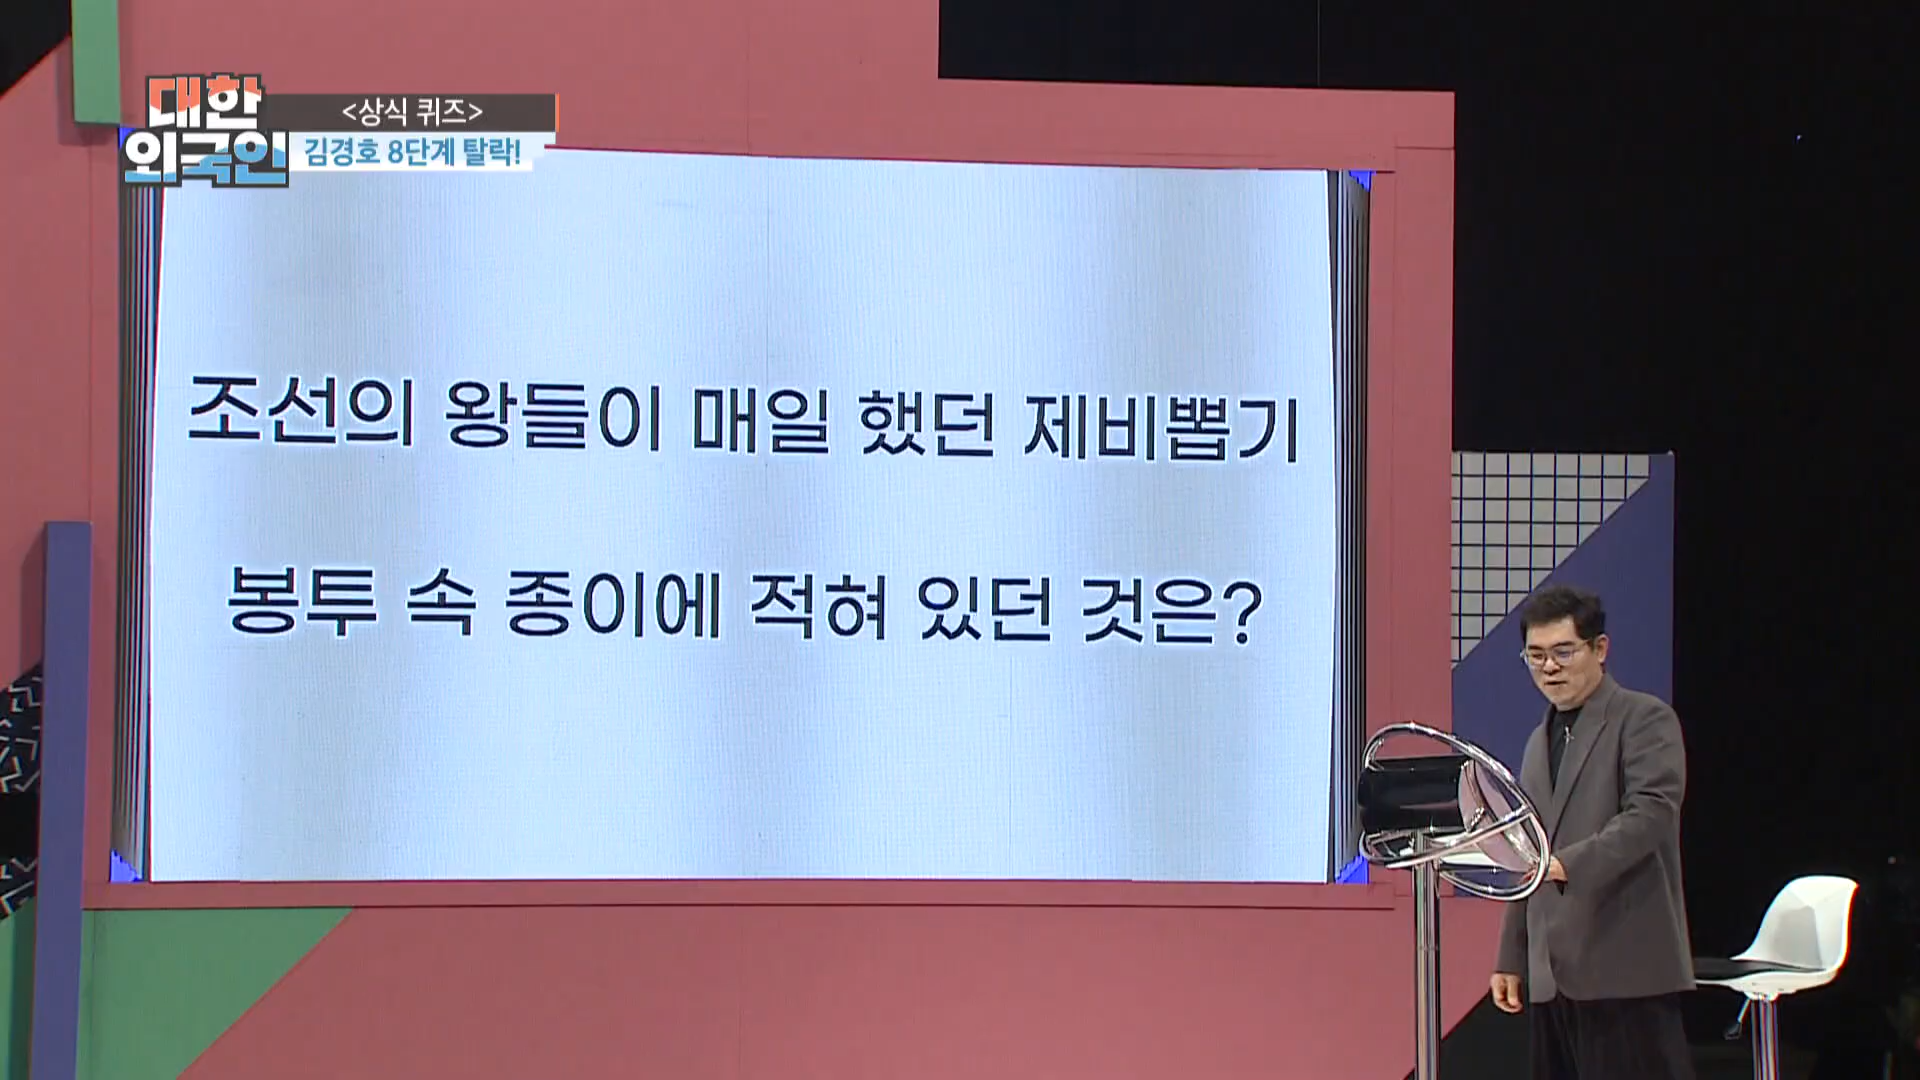 대한
외국인
<상식 퀴즈>
김경호 8단계 탈락!
조선의 왕들이 매일 했던 제비뽑기
봉투 속 종이에 적혀 있던 것은?